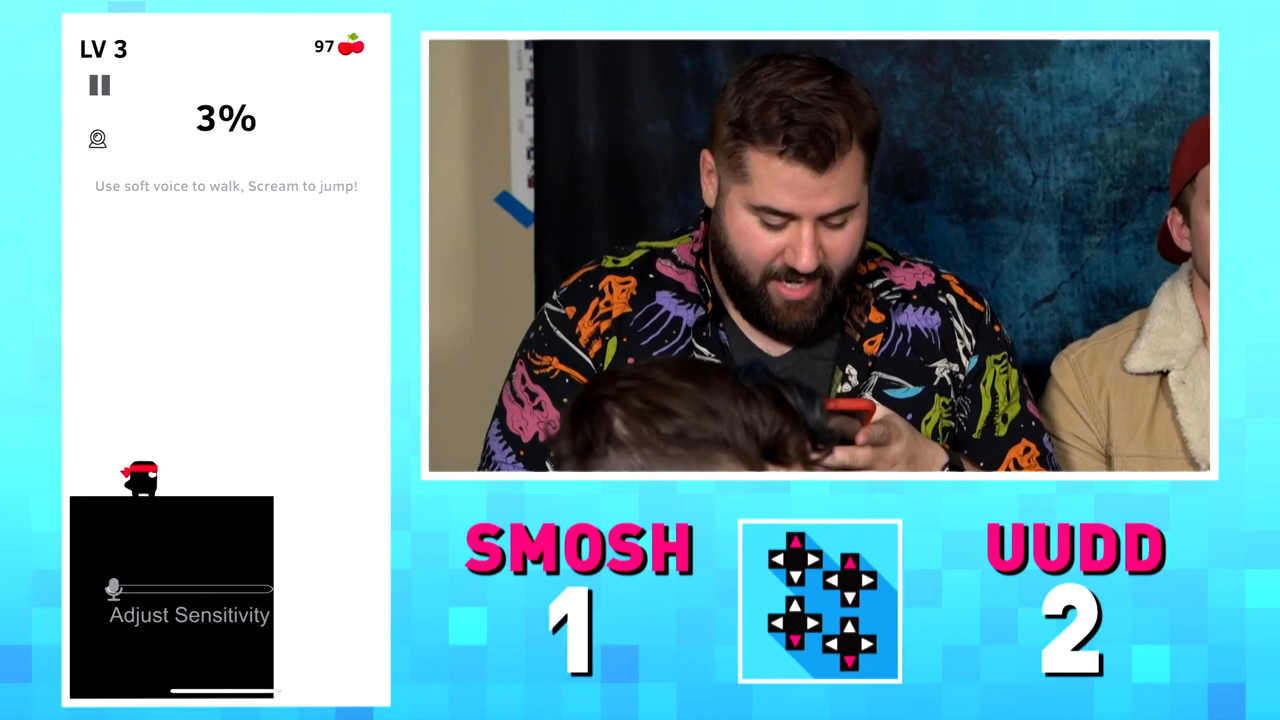 LV 3
97
3%
Use soft voice to walk, Scream to jump!
Adjust Sensitivity
SMOSH
1
UUDD
2